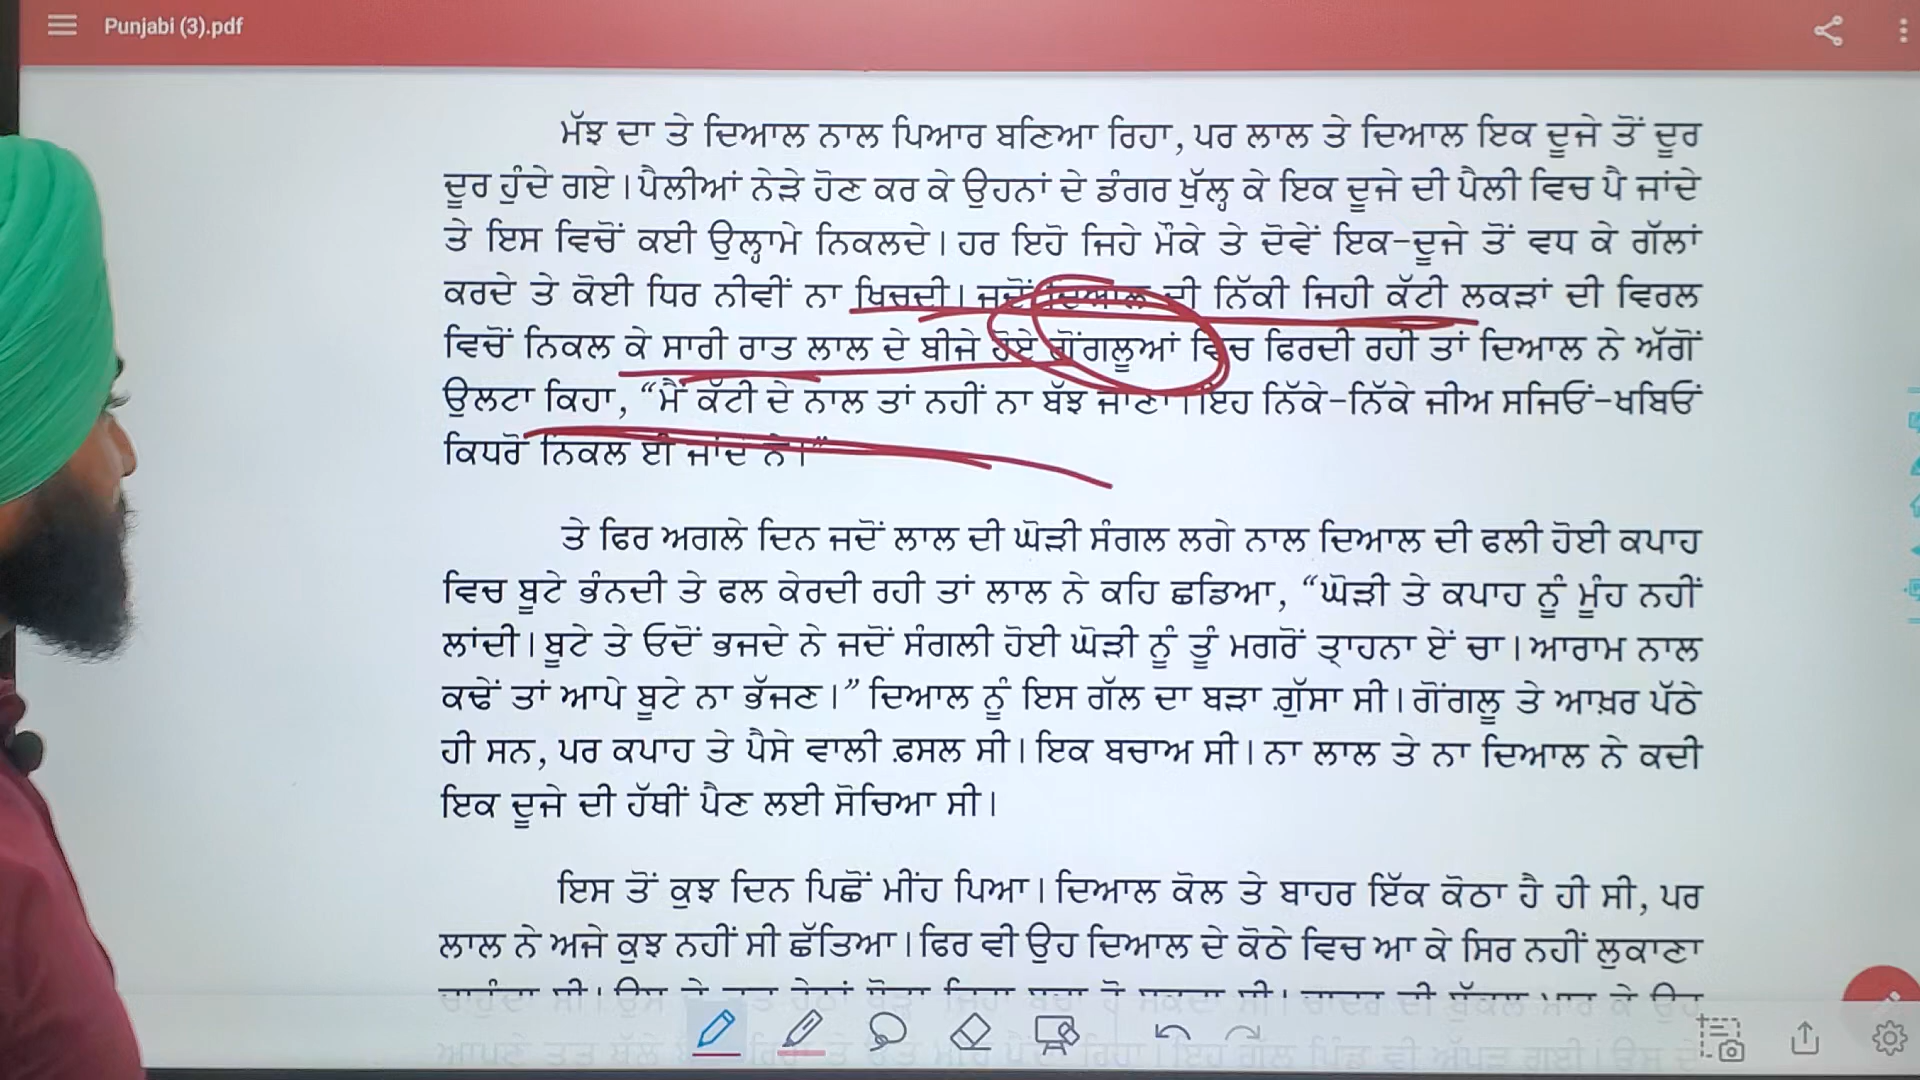 Punjabi (3).pdf
ਮੱਝ ਦਾ ਤੇ ਦਿਆਲ ਨਾਲ ਪਿਆਰ ਬਣਿਆ ਰਿਹਾ, ਪਰ ਲਾਲ ਤੇ ਦਿਆਲ ਇਕ ਦੂਜੇ ਤੋਂ ਦੂਰ
ਦੂਰ ਹੁੰਦੇ ਗਏ। ਪੈਲੀਆਂ ਨੇੜੇ ਹੋਣ ਕਰ ਕੇ ਉਹਨਾਂ ਦੇ ਡੰਗਰ ਖੁੱਲ੍ਹ ਕੇ ਇਕ ਦੂਜੇ ਦੀ ਪੈਲੀ ਵਿਚ ਪੈ ਜਾਂਦੇ
ਤੇ ਇਸ ਵਿਚੋਂ ਕਈ ਉਲ੍ਹਾਮੇ ਨਿਕਲਦੇ। ਹਰ ਇਹੋ ਜਿਹੇ ਮੌਕੇ ਤੇ ਦੋਵੇਂ ਇਕ-ਦੂਜੇ ਤੋਂ ਵਧ ਕੇ ਗੱਲਾਂ
ਕਰਦੇ ਤੇ ਕੋਈ ਧਿਰ ਨੀਵੀਂ ਨਾ ਖਿਚਦੀ। ਜਦੋਂ ਦਿਆਲ ਦੀ ਨਿੱਕੀ ਜਿਹੀ ਕੱਟੀ ਲਕੜਾਂ ਦੀ ਵਿਰਲ
ਵਿਚੋਂ ਨਿਕਲ ਕੇ ਸਾਰੀ ਰਾਤ ਲਾਲ ਦੇ ਬੀਜੇ ਹੋਏ ਗੋਂਗਲੂਆਂ ਵਿਚ ਫਿਰਦੀ ਰਹੀ ਤਾਂ ਦਿਆਲ ਨੇ ਅੱਗੋਂ
ਉਲਟਾ ਕਿਹਾ, “ਮੈਂ ਕੱਟੀ ਦੇ ਨਾਲ ਤਾਂ ਨਹੀਂ ਨਾ ਬੱਝ ਜਾਣਾ। ਇਹ ਨਿੱਕੇ-ਨਿੱਕੇ ਜੀਅ ਸਜਿਓਂ-ਖਬਿਓਂ
ਕਿਧਰੋਂ ਨਿਕਲ ਈ ਜਾਂਦੇ ਨੇ।”
ਤੇ ਫਿਰ ਅਗਲੇ ਦਿਨ ਜਦੋਂ ਲਾਲ ਦੀ ਘੋੜੀ ਸੰਗਲ ਲਗੇ ਨਾਲ ਦਿਆਲ ਦੀ ਫਲੀ ਹੋਈ ਕਪਾਹ
ਵਿਚ ਬੂਟੇ ਭੰਨਦੀ ਤੇ ਫਲ ਕੇਰਦੀ ਰਹੀ ਤਾਂ ਲਾਲ ਨੇ ਕਹਿ ਛਡਿਆ, “ਘੋੜੀ ਤੇ ਕਪਾਹ ਨੂੰ ਮੂੰਹ ਨਹੀਂ
ਲਾਂਦੀ। ਬੂਟੇ ਤੇ ਓਦੋਂ ਭਜਦੇ ਨੇ ਜਦੋਂ ਸੰਗਲੀ ਹੋਈ ਘੋੜੀ ਨੂੰ ਤੂੰ ਮਗਰੋਂ ਤ੍ਰਾਹਨਾ ਏਂ ਚਾ। ਆਰਾਮ ਨਾਲ
ਕਢੇਂ ਤਾਂ ਆਪੇ ਬੂਟੇ ਨਾ ਭੱਜਣ।” ਦਿਆਲ ਨੂੰ ਇਸ ਗੱਲ ਦਾ ਬੜਾ ਗ਼ੁੱਸਾ ਸੀ। ਗੋਂਗਲੂ ਤੇ ਆਖ਼ਰ ਪੱਠੇ
ਹੀ ਸਨ, ਪਰ ਕਪਾਹ ਤੇ ਪੈਸੇ ਵਾਲੀ ਫ਼ਸਲ ਸੀ। ਇਕ ਬਚਾਅ ਸੀ। ਨਾ ਲਾਲ ਤੇ ਨਾ ਦਿਆਲ ਨੇ ਕਦੀ
ਇਕ ਦੂਜੇ ਦੀ ਹੱਥੀਂ ਪੈਣ ਲਈ ਸੋਚਿਆ ਸੀ।
ਇਸ ਤੋਂ ਕੁਝ ਦਿਨ ਪਿਛੋਂ ਮੀਂਹ ਪਿਆ। ਦਿਆਲ ਕੋਲ ਤੇ ਬਾਹਰ ਇੱਕ ਕੋਠਾ ਹੈ ਹੀ ਸੀ, ਪਰ
ਲਾਲ ਨੇ ਅਜੇ ਕੁਝ ਨਹੀਂ ਸੀ ਛੱਤਿਆ। ਫਿਰ ਵੀ ਉਹ ਦਿਆਲ ਦੇ ਕੋਠੇ ਵਿਚ ਆ ਕੇ ਸਿਰ ਨਹੀਂ ਲੁਕਾਣਾ